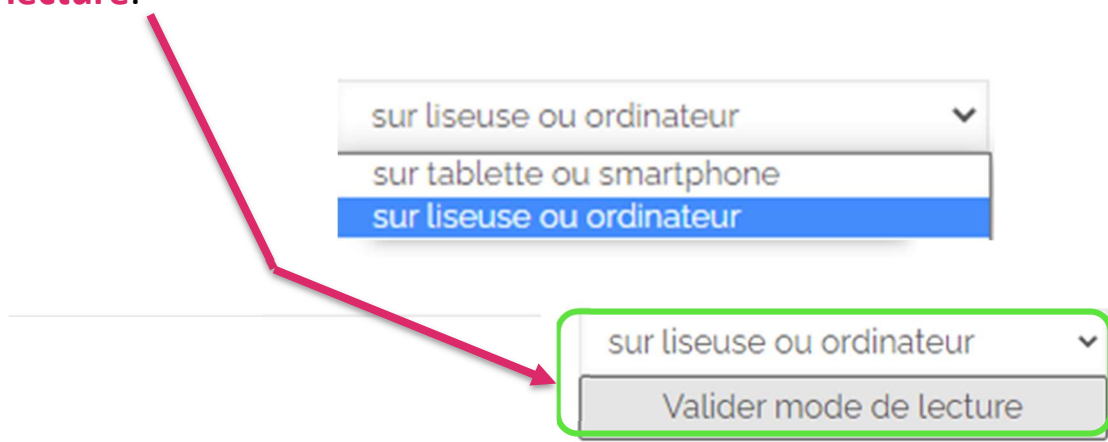 lecture.
sur liseuse ou ordinateur
sur tablette ou smartphone
sur liseuse ou ordinateur
sur liseuse ou ordinateur
Valider mode de lecture